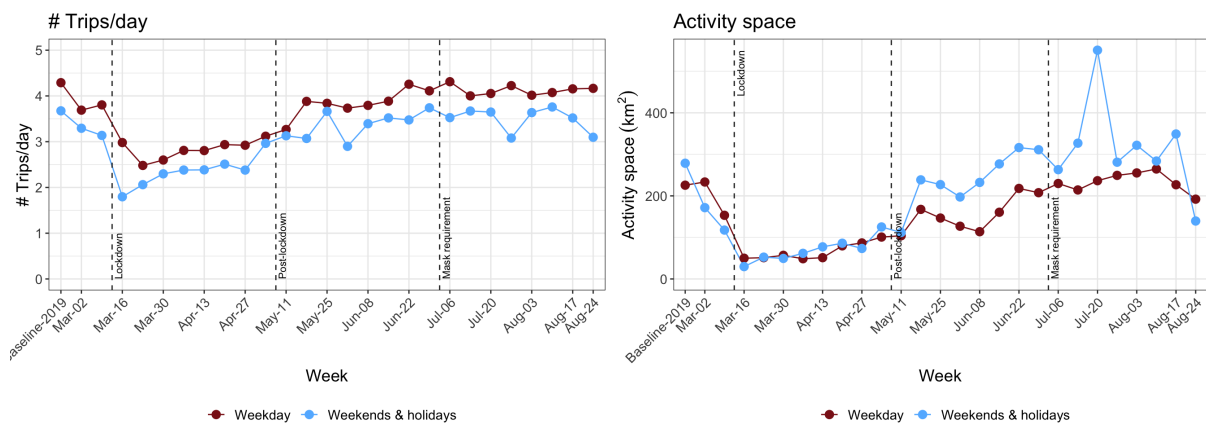 # Trips/day
# Trips/day
5
4
3
2
1
0
Lockdown
Post-lockdown
Mask requirement
aseline-2019
Mar-02
Mar-16
Mar-30
Apr-13
Apr-27
May-11
May-25
Jun-08
Jun-22
Jul-06
Jul-20
Aug-03
Aug-17
Aug-24
Week
Weekday
Weekends & holidays
Activity space
Activity space (km²)
400
200
0
Lockdown
Post-lockdown
Mask requirement
Baseline-2019
Mar-02
Mar-16
Mar-30
Apr-13
Apr-27
May-11
May-25
Jun-08
Jun-22
Jul-06
Jul-20
Aug-03
Aug-17
Aug-24
Week
Weekday
Weekends & holidays